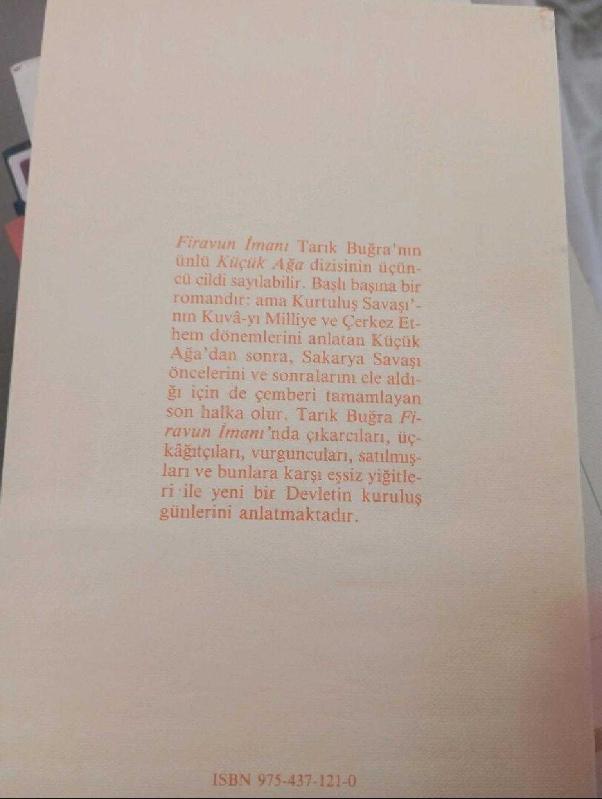 Firavun İmanı Tarık Buğra'nın
ünlü Küçük Ağa dizisinin üçün-
cü cildi sayılabilir. Başlı başına bir
romandır: ama Kurtuluş Savaşı'-
nın Kuvâ-yı Milliye ve Çerkez Et-
hem dönemlerini anlatan Küçük
Ağa'dan sonra, Sakarya Savaşı
öncelerini ve sonralarını ele aldı-
ğı için de çemberi tamamlayan
son halka olur. Tarık Buğra Fi-
ravun İmanı'nda çıkarcıları, üç-
kâğıtçıları, vurguncuları, satılmış-
ları ve bunlara karşı eşsiz yiğitle-
ri ile yeni bir Devletin kuruluş
günlerini anlatmaktadır.
ISBN 975-437-121-0